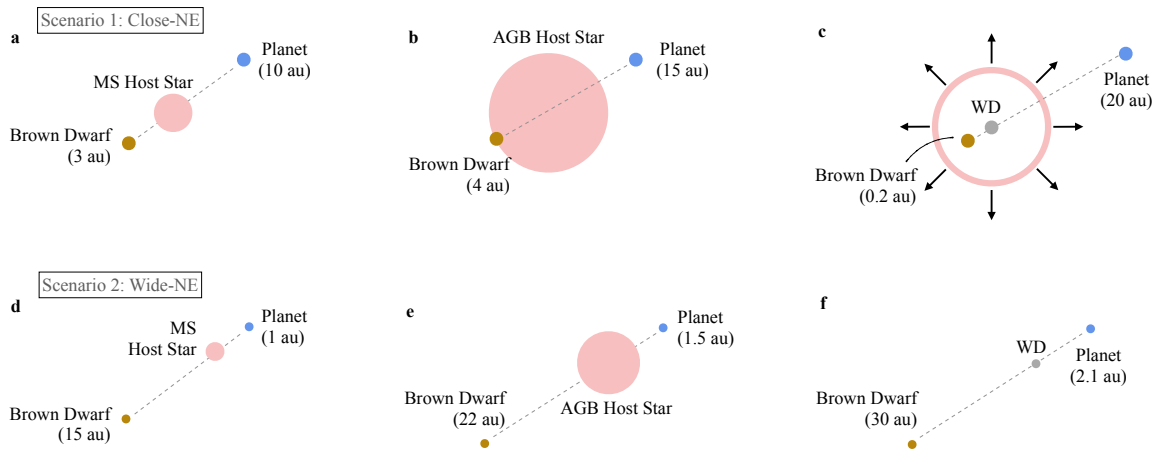 Scenario 1: Close-NE
a
MS Host Star
Planet
(10 au)
Brown Dwarf
(3 au)
b
AGB Host Star
Planet
(15 au)
Brown Dwarf
(4 au)
c
WD
Planet
(20 au)
Brown Dwarf
(0.2 au)
Scenario 2: Wide-NE
d
MS
Host Star
Planet
(1 au)
Brown Dwarf
(15 au)
e
Planet
(1.5 au)
Brown Dwarf
(22 au)
AGB Host Star
f
WD
Planet
(2.1 au)
Brown Dwarf
(30 au)